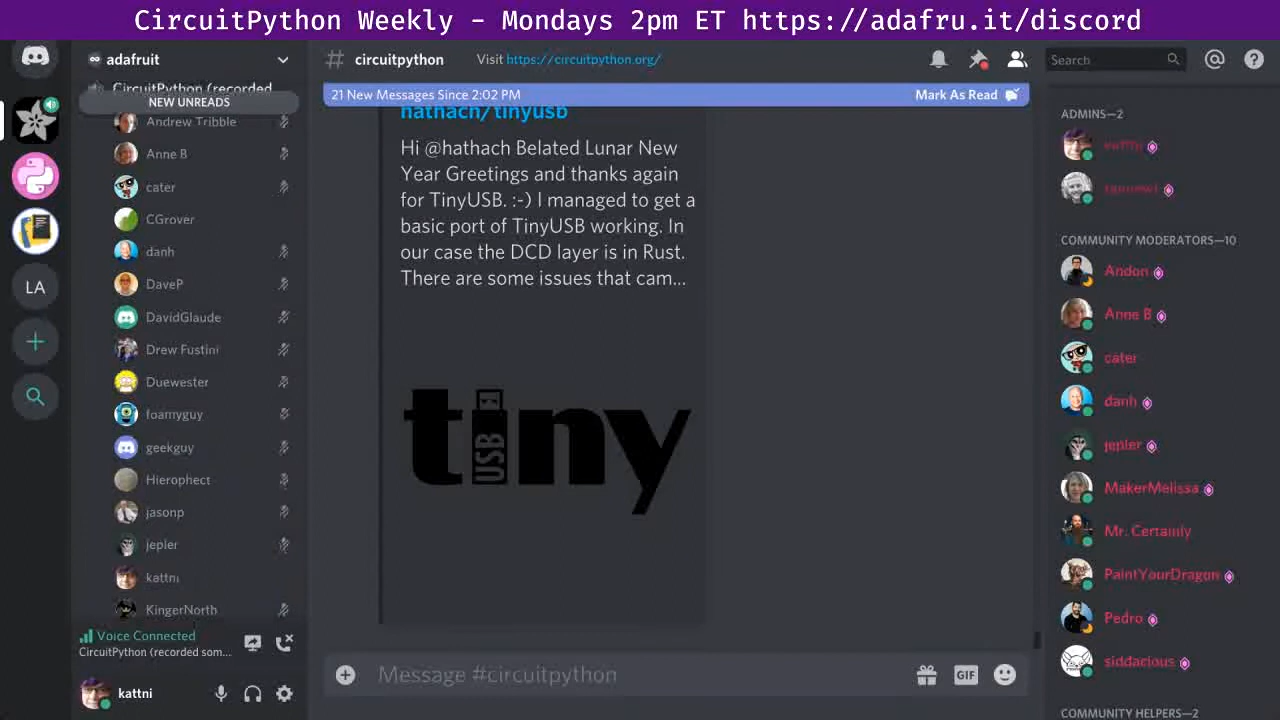 CircuitPython Weekly - Mondays 2pm ET https://adafru.it/discord
adafruit
CircuitPython (recorded
NEW UNREADS
Andrew Tribble
Anne B
cater
CGrover
danh
DaveP
DavidGlaude
Drew Fustini
Duewester
foamyguy
geekguy
Hierophect
jasonp
jepler
kattni
KingerNorth
Voice Connected
CircuitPython (recorded som...
kattni
LA
# circuitpython
Visit https://circuitpython.org/
21 New Messages Since 2:02 PM
Mark As Read
hathach/tinyusb
Hi @hathach Belated Lunar New
Year Greetings and thanks again
for TinyUSB. :-) I managed to get a
basic port of TinyUSB working. In
our case the DCD layer is in Rust.
There are some issues that cam...
tiny
USB
Message #circuitpython
GIF
Search
ADMINS—2
kattni
COMMUNITY MODERATORS—10
Andon
Anne B
cater
danh
jepler
MakerMelissa
Mr. Certainly
PaintYourDragon
Pedro
siddacious
COMMUNITY HELPERS—2